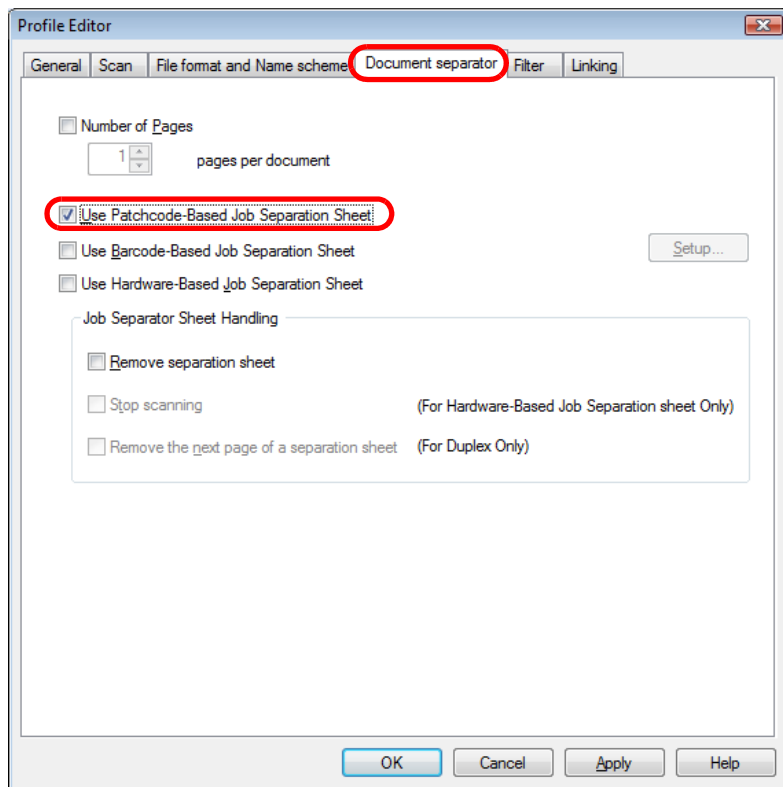 Profile Editor
General Scan File format and Name scheme Document separator Filter Linking
Number of Pages
1 pages per document
Use Patchcode-Based Job Separation Sheet
Use Barcode-Based Job Separation Sheet Setup...
Use Hardware-Based Job Separation Sheet
Job Separator Sheet Handling
Remove separation sheet
Stop scanning (For Hardware-Based Job Separation sheet Only)
Remove the next page of a separation sheet (For Duplex Only)
OK Cancel Apply Help